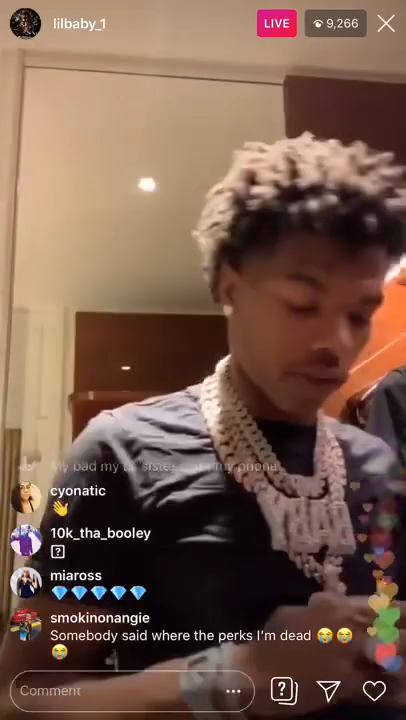 lilbaby_1
LIVE
9,266
My bad my lil sister
my phone
cyonatic
👋
10k_tha_booley
?
miaross
💎💎💎💎💎
smokinonangie
Somebody said where the perks I'm dead 😭😭
😭
Comment
?